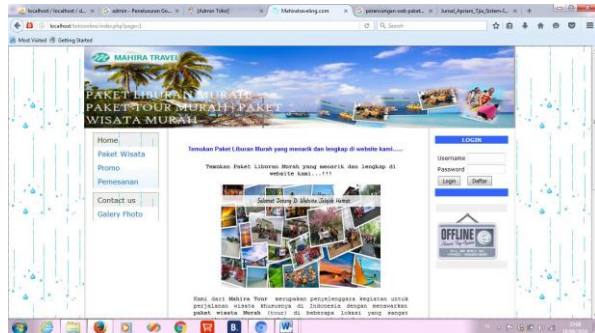 localhost / localhost / d...
admin - Penelusuran Go...
[Admin Toko]
Mahiratraveling.com
perancangan web paket...
localhost/tokoonline/index.php?page=1
Search
Most Visited
Getting Started
MAHIRA TRAVEL
PAKET LIBURAN MURAH |
PAKET TOUR MURAH | PAKET
WISATA MURAH
Home
Paket Wisata
Promo
Pemesanan
Contact us
Galery Photo
Temukan Paket Liburan Murah yang menarik dan lengkap di website kami......
Temukan Paket Liburan Murah yang menarik dan lengkap di
website kami...!!!
Selamat Datang Di Website Jelajah Hemat
Kami dari Mahira Tour merupakan penyelenggara kegiatan untuk
perjalanan wisata khususnya di Indonesia dengan menawarkan
paket wisata Murah (tour) di beberapa lokasi yang sangat
LOGIN
Username
Password
Login
Daftar
OFFLINE